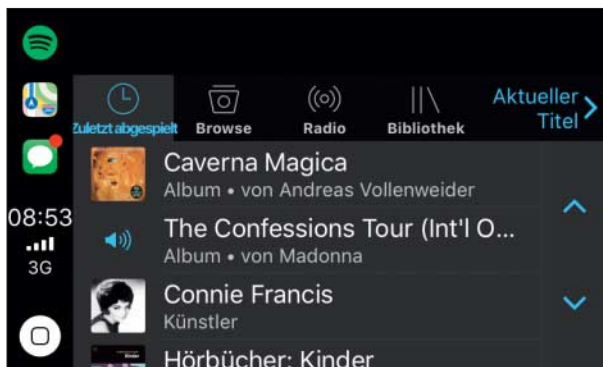 Zuletzt abgespielt
Browse
Radio
Bibliothek
Aktueller
Titel
Caverna Magica
Album • von Andreas Vollenweider
The Confessions Tour (Int'l O...
Album • von Madonna
Connie Francis
Künstler
Hörbücher: Kinder
08:53
3G